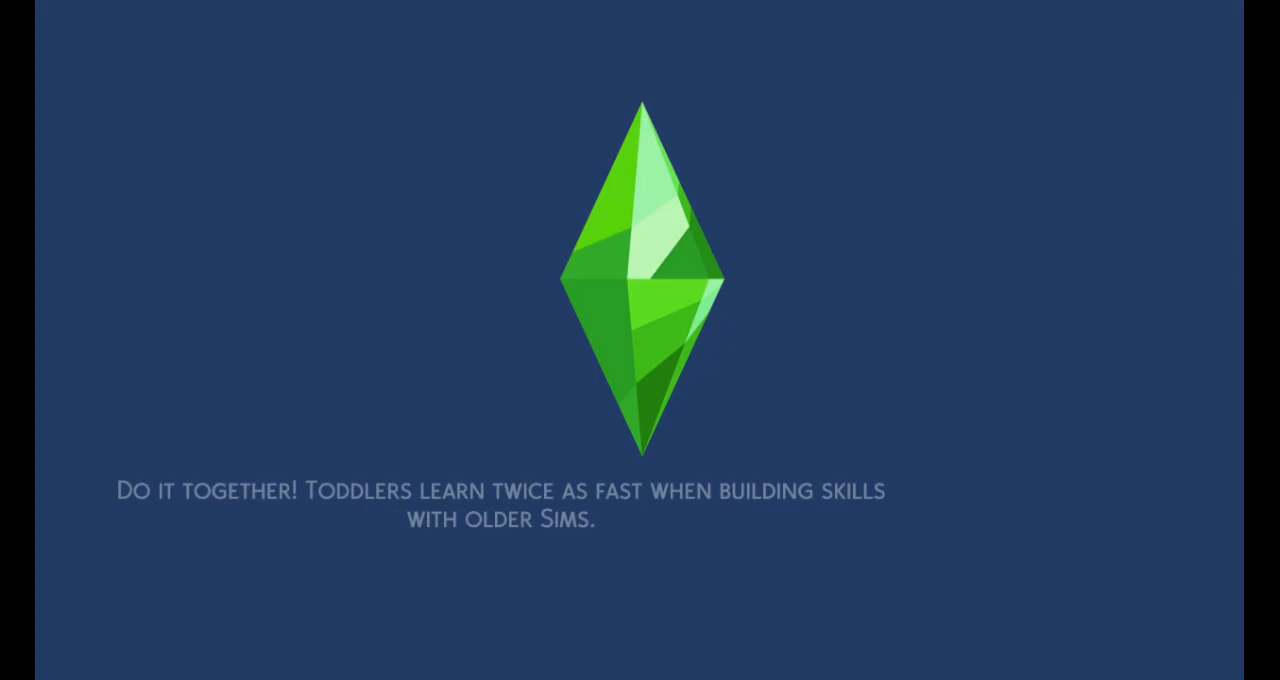 Do it together! Toddlers learn twice as fast when building skills
with older Sims.